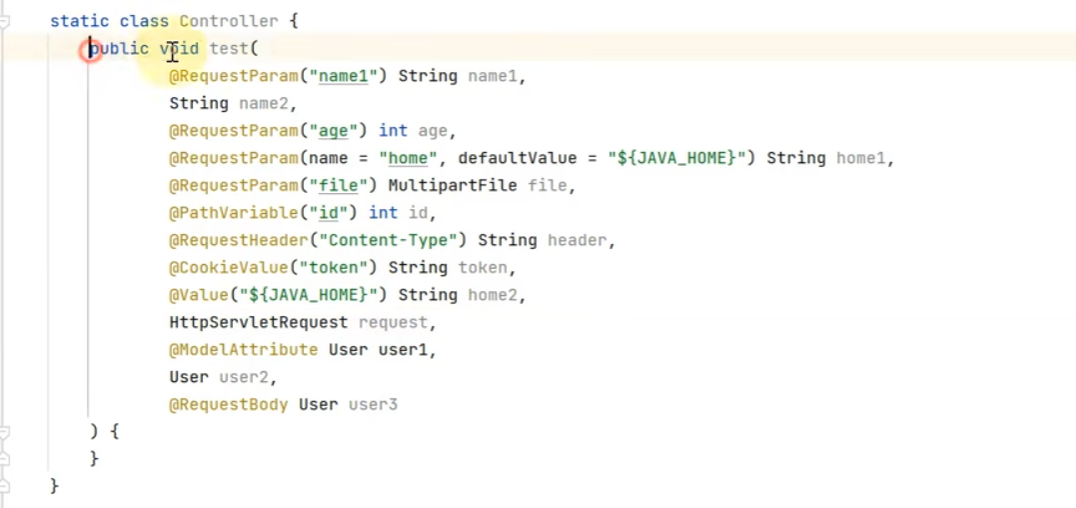 static class Controller {
public void test(
@RequestParam("name1") String name1,
String name2,
@RequestParam("age") int age,
@RequestParam(name = "home", defaultValue = "${JAVA_HOME}") String home1,
@RequestParam("file") MultipartFile file,
@PathVariable("id") int id,
@RequestHeader("Content-Type") String header,
@CookieValue("token") String token,
@Value("${JAVA_HOME}") String home2,
HttpServletRequest request,
@ModelAttribute User user1,
User user2,
@RequestBody User user3
) {
}
}